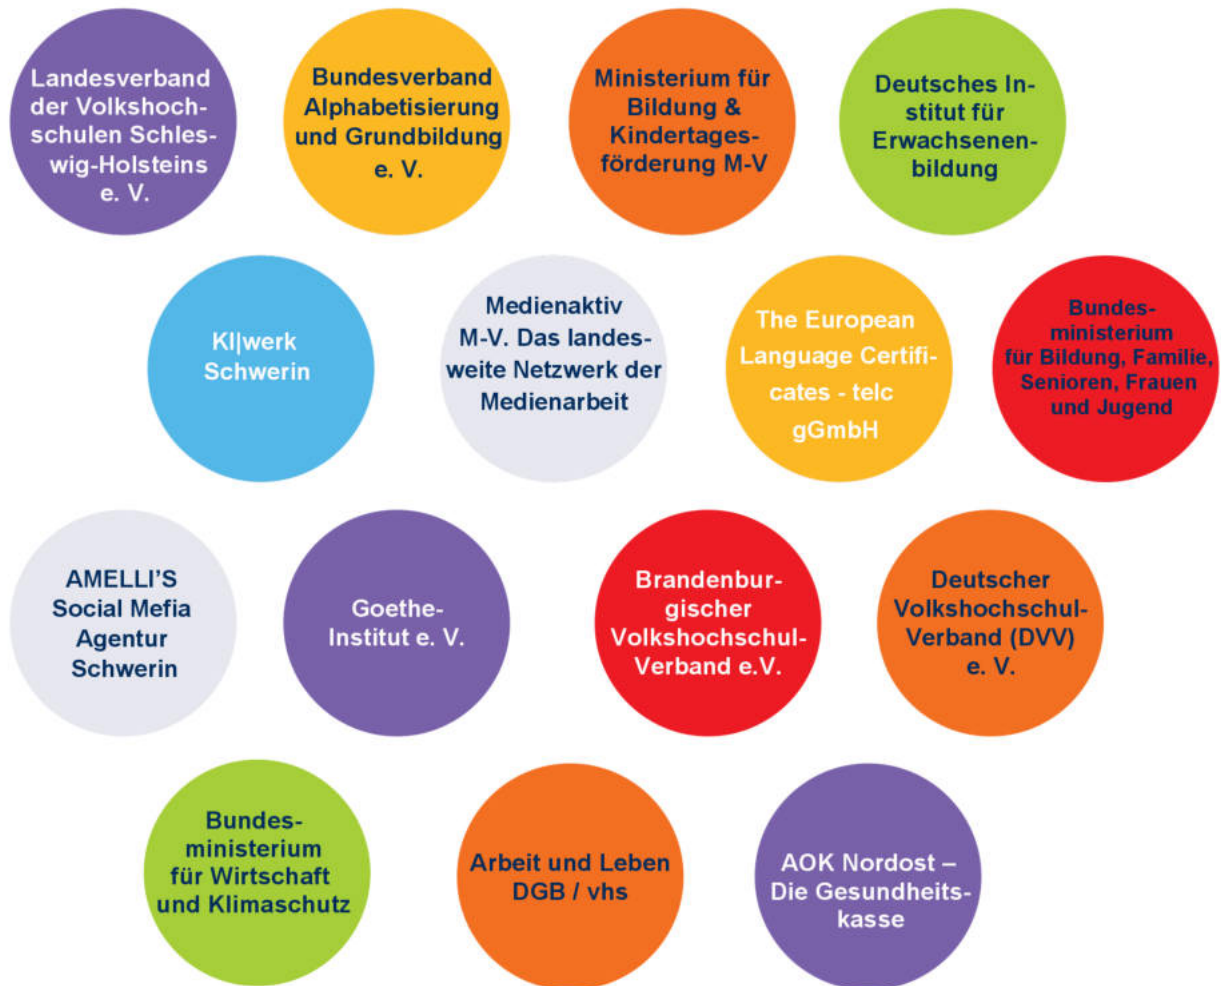 Landesverband
der Volkshoch-
schulen Schles-
wig-Holsteins
e. V.
Bundesverband
Alphabetisierung
und Grundbildung
e. V.
Ministerium für
Bildung &
Kindertages-
förderung M-V
Deutsches In-
stitut für
Erwachsenen-
bildung
KI|werk
Schwerin
Medienaktiv
M-V. Das landes-
weite Netzwerk der
Medienarbeit
The European
Language Certifi-
cates - telc
gGmbH
Bundes-
ministerium
für Bildung, Familie,
Senioren, Frauen
und Jugend
AMELLI'S
Social Mefia
Agentur
Schwerin
Goethe-
Institut e. V.
Brandenbur-
gischer
Volkshochschul-
Verband e.V.
Deutscher
Volkshochschul-
Verband (DVV)
e. V.
Bundes-
ministerium
für Wirtschaft
und Klimaschutz
Arbeit und Leben
DGB / vhs
AOK Nordost –
Die Gesundheits-
kasse